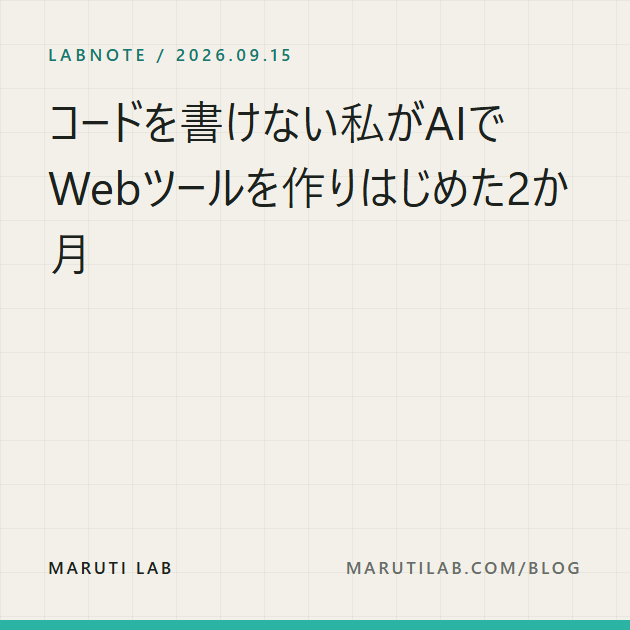 LABNOTE / 2026.09.15
コードを書けない私がAIで
Webツールを作りはじめた2か
月
MARUTI LAB
MARUTILAB.COM/BLOG